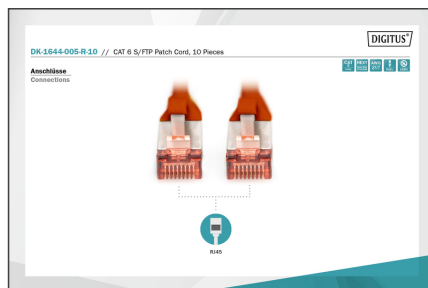 DIGITUS®
DK-1644-005-R-10 // CAT 6 S/FTP Patch Cord, 10 Pieces
Anschlüsse
Connections
RJ45